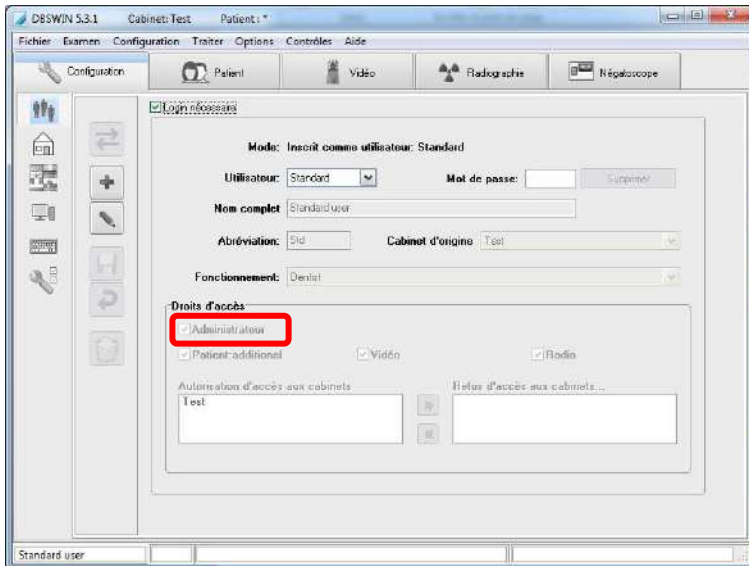 DBSWIN 5.3.1 Cabinet: Test Patient : *
Fichier Examen Configuration Traiter Options Contrôles Aide
Configuration Patient Vidéo Radiographie Négatoscope
Login nécessaire
Mode: Inscrit comme utilisateur: Standard
Utilisateur: Standard Mot de passe: Supprimer
Nom complet Standard user
Abréviation: Std Cabinet d'origine Test
Fonctionnement: Dentist
Droits d'accès
Administrateur
Patient:additionel Vidéo Radio
Autorisation d'accès aux cabinets Refus d'accès aux cabinets...
Test
Standard user